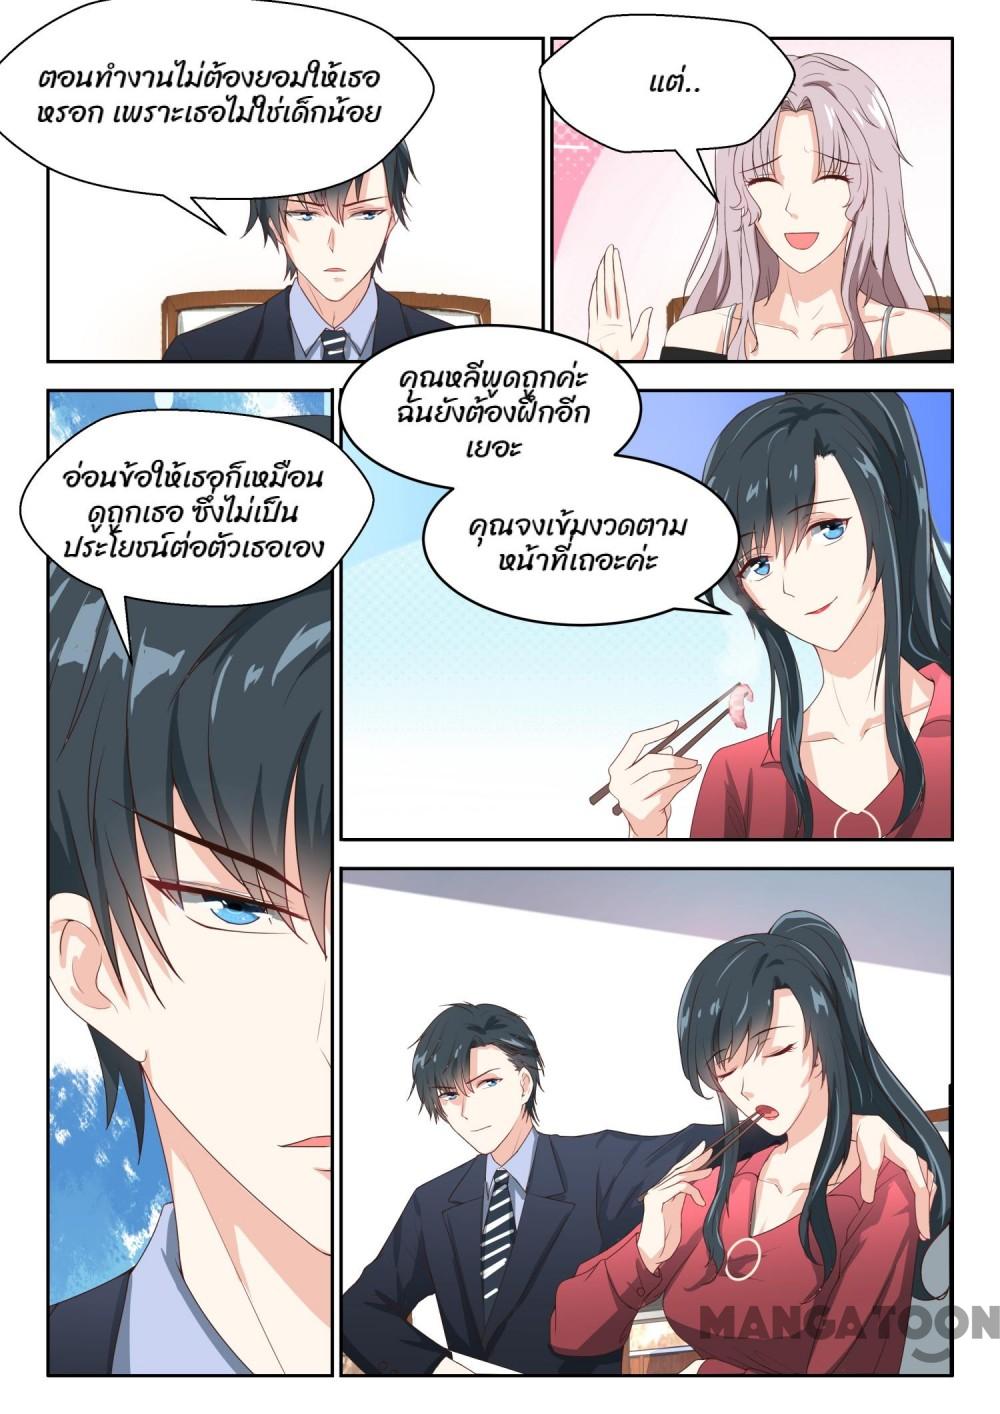 ตอนทำงานไม่ต้องยอมให้เธอ
หรอก เพราะเธอไม่ใช่เด็กน้อย
แต่..
คุณหลีพูดถูกค่ะ
ฉันยังต้องฝึกอีก
เยอะ
คุณจงเข้มงวดตาม
หน้าที่เถอะค่ะ
อ่อนข้อให้เธอก็เหมือน
ดูถูกเธอ ซึ่งไม่เป็น
ประโยชน์ต่อตัวเธอเอง
MANGATOON